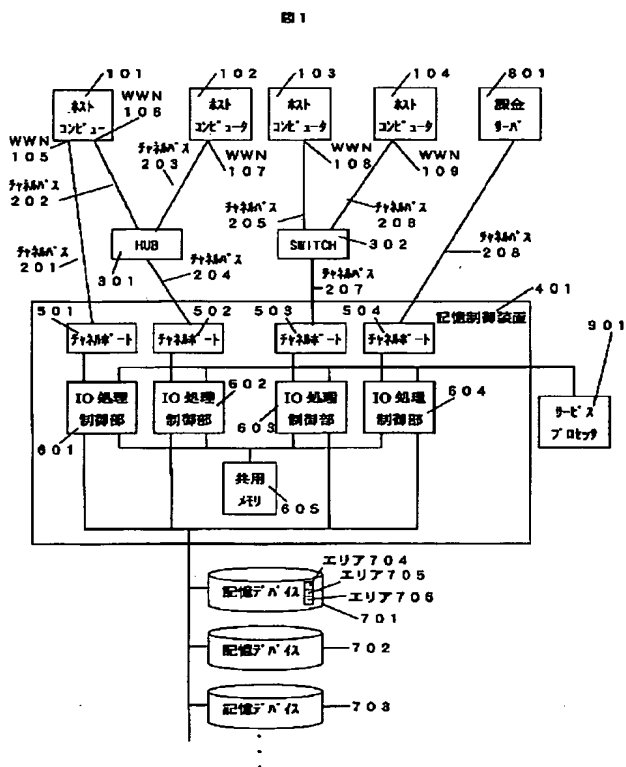 図1
101
102
103
104
801
ホスト
コンピュー
WWN
106
ホスト
コンピュータ
ホスト
コンピュータ
ホスト
コンピュータ
課金
サーバ
WWN
105
チャネルパス
203
WWN
107
WWN
108
WWN
109
チャネルパス
202
チャネルパス
205
チャネルパス
206
HUB
SWITCH
302
チャネルパス
201
301
チャネルパス
204
チャネルパス
207
チャネルパス
208
401
記憶制御装置
501
502
503
504
チャネルポート
チャネルポート
チャネルポート
チャネルポート
901
IO処理
制御部
602
IO処理
制御部
IO処理
制御部
603
IO処理
制御部
604
サービス
プロセッサ
601
共用
メモリ
605
エリア704
エリア705
エリア706
記憶デバイス
701
記憶デバイス
702
記憶デバイス
703